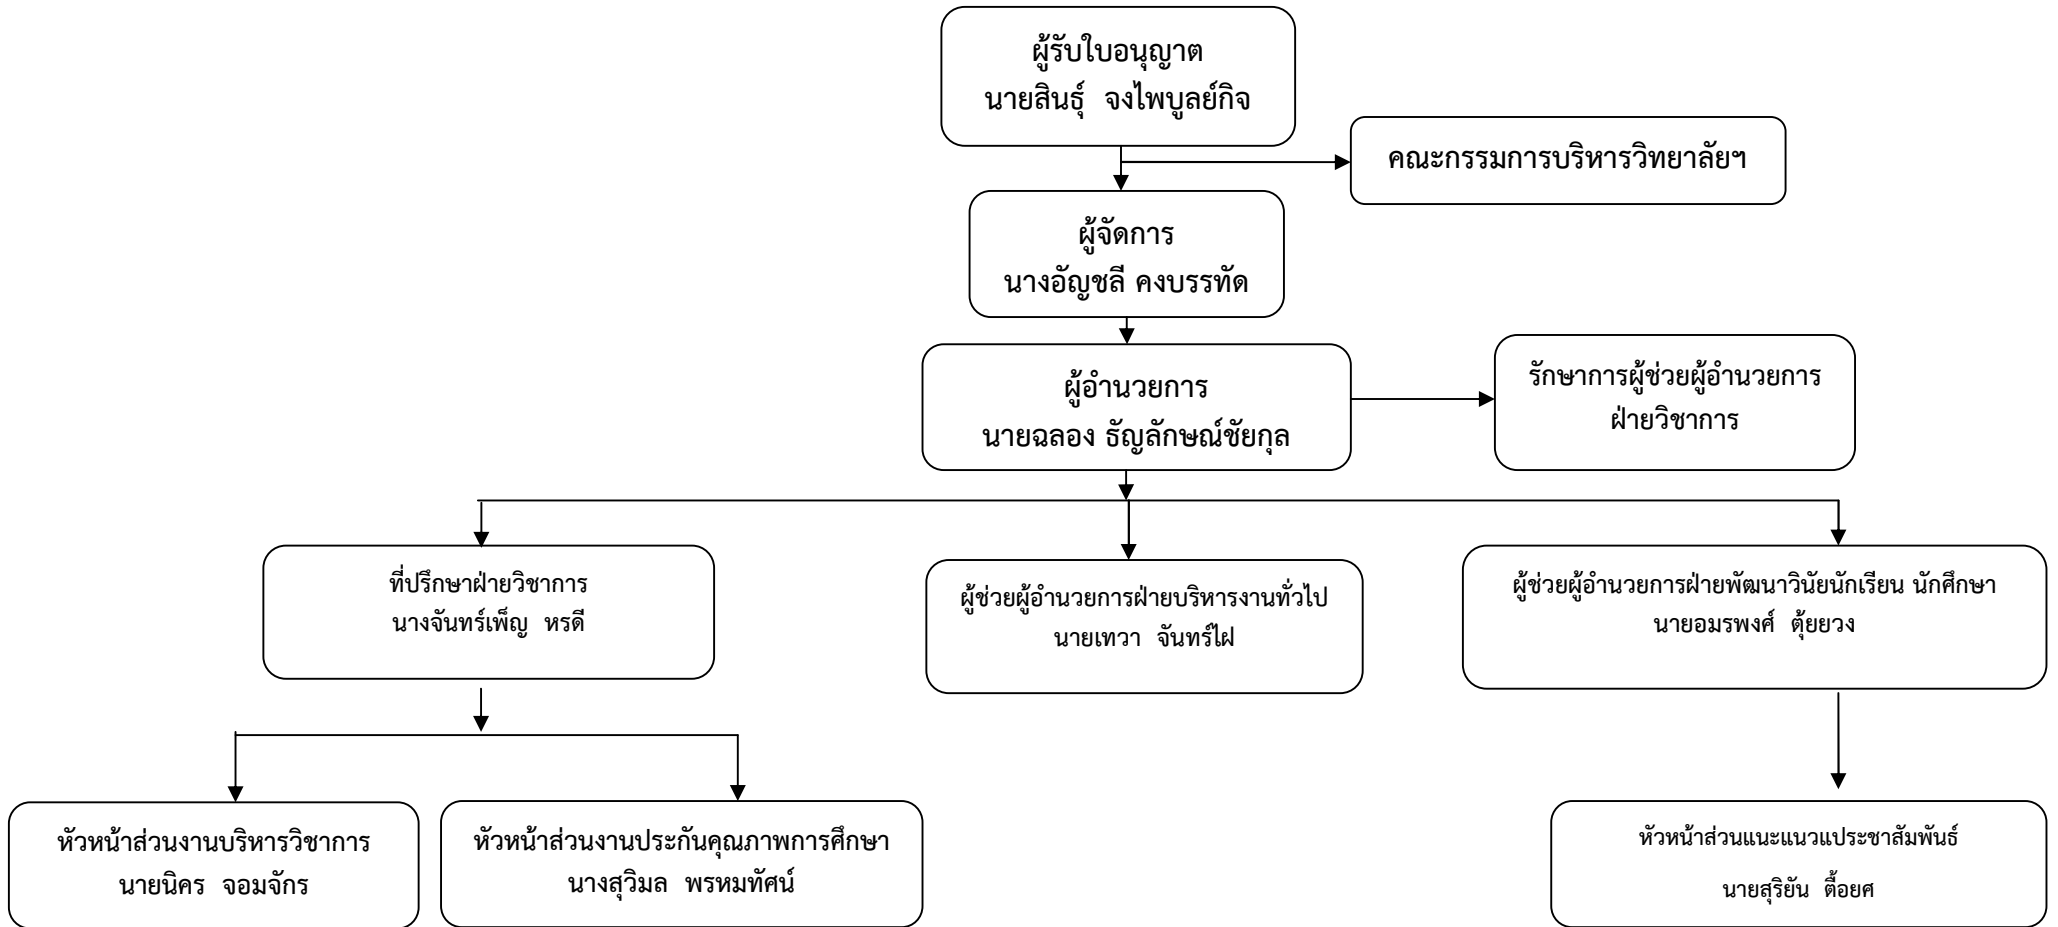 ผู้รับใบอนุญาต
นายสินธุ์ จงไพบูลย์กิจ
คณะกรรมการบริหารวิทยาลัยฯ
ผู้จัดการ
นางอัญชลี คงบรรทัด
ผู้อำนวยการ
นายฉลอง ธัญลักษณ์ชัยกุล
รักษาการผู้ช่วยผู้อำนวยการ
ฝ่ายวิชาการ
ที่ปรึกษาฝ่ายวิชาการ
นางจันทร์เพ็ญ หรดี
ผู้ช่วยผู้อำนวยการฝ่ายบริหารงานทั่วไป
นายเทวา จันทร์ไฝ
ผู้ช่วยผู้อำนวยการฝ่ายพัฒนาวินัยนักเรียน นักศึกษา
นายอมรพงศ์ ตุ้ยยวง
หัวหน้าส่วนงานบริหารวิชาการ
นายนิคร จอมจักร
หัวหน้าส่วนงานประกันคุณภาพการศึกษา
นางสุวิมล พรหมทัศน์
หัวหน้าส่วนแนะแนวแประชาสัมพันธ์
นายสุริยัน ตื้อยศ